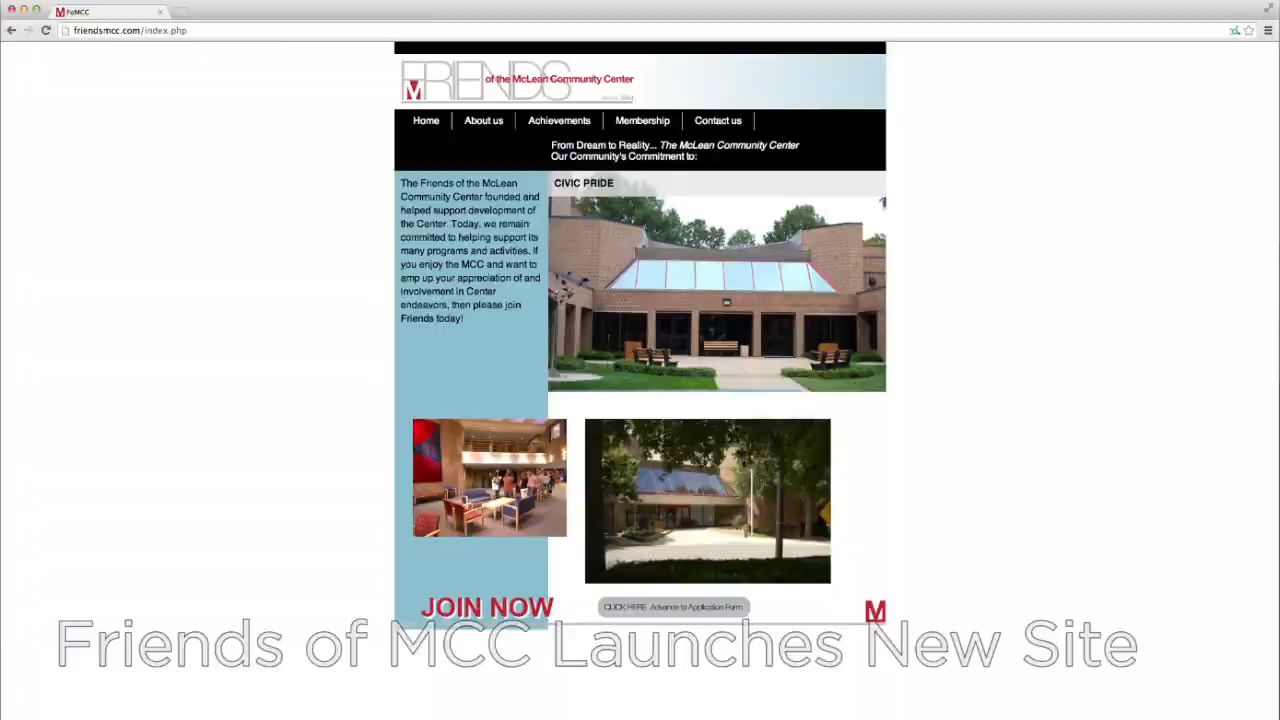 FoMCC
friendsmcc.com/index.php
FRIENDS
of the McLean Community Center
Home
About us
Achievements
Membership
Contact us
From Dream to Reality... The McLean Community Center
Our Community's Commitment to:
The Friends of the McLean
Community Center founded and
helped support development of
the Center. Today, we remain
committed to helping support its
many programs and activities. If
you enjoy the MCC and want to
amp up your appreciation of and
involvement in Center
endeavors, then please join
Friends today!
CIVIC PRIDE
JOIN NOW
CLICK HERE Advance to Application Form
M
Friends of MCC Launches New Site